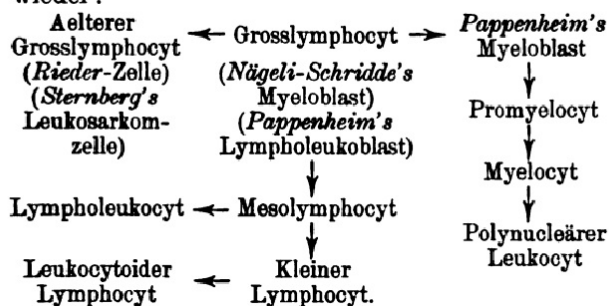 wieder:
Aelterer
Grosslymphocyt
(Rieder-Zelle)
(Sternberg's
Leukosarkom-
zelle)
Grosslymphocyt
(Nägeli-Schridde's
Myeloblast)
(Pappenheim's
Lympholeukoblast)
Pappenheim's
Myeloblast
Promyelocyt
Myelocyt
Polynucleärer
Leukocyt
Lympholeukocyt
Mesolymphocyt
Leukocytoider
Lymphocyt
Kleiner
Lymphocyt.